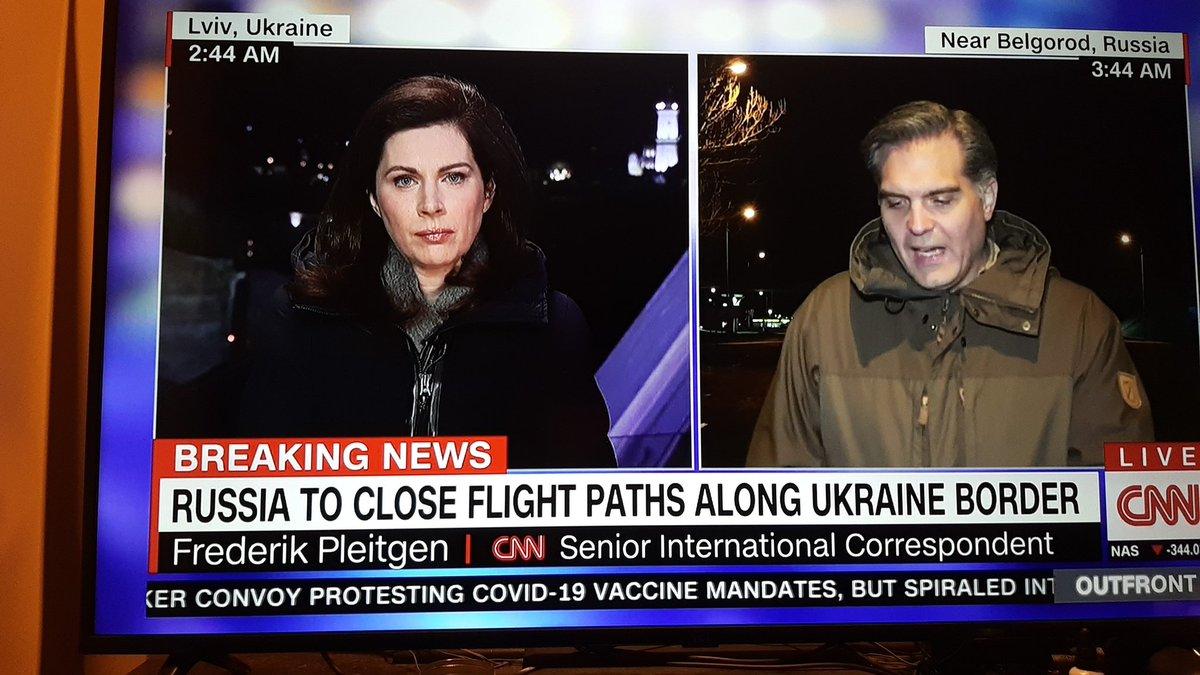 Lviv, Ukraine
2:44 AM
Near Belgorod, Russia
3:44 AM
BREAKING NEWS
LIVE
RUSSIA TO CLOSE FLIGHT PATHS ALONG UKRAINE BORDER
CNN
Frederik Pleitgen | CNN Senior International Correspondent
NAS ▼ -344.0
KER CONVOY PROTESTING COVID-19 VACCINE MANDATES, BUT SPIRALED INT
OUTFRONT